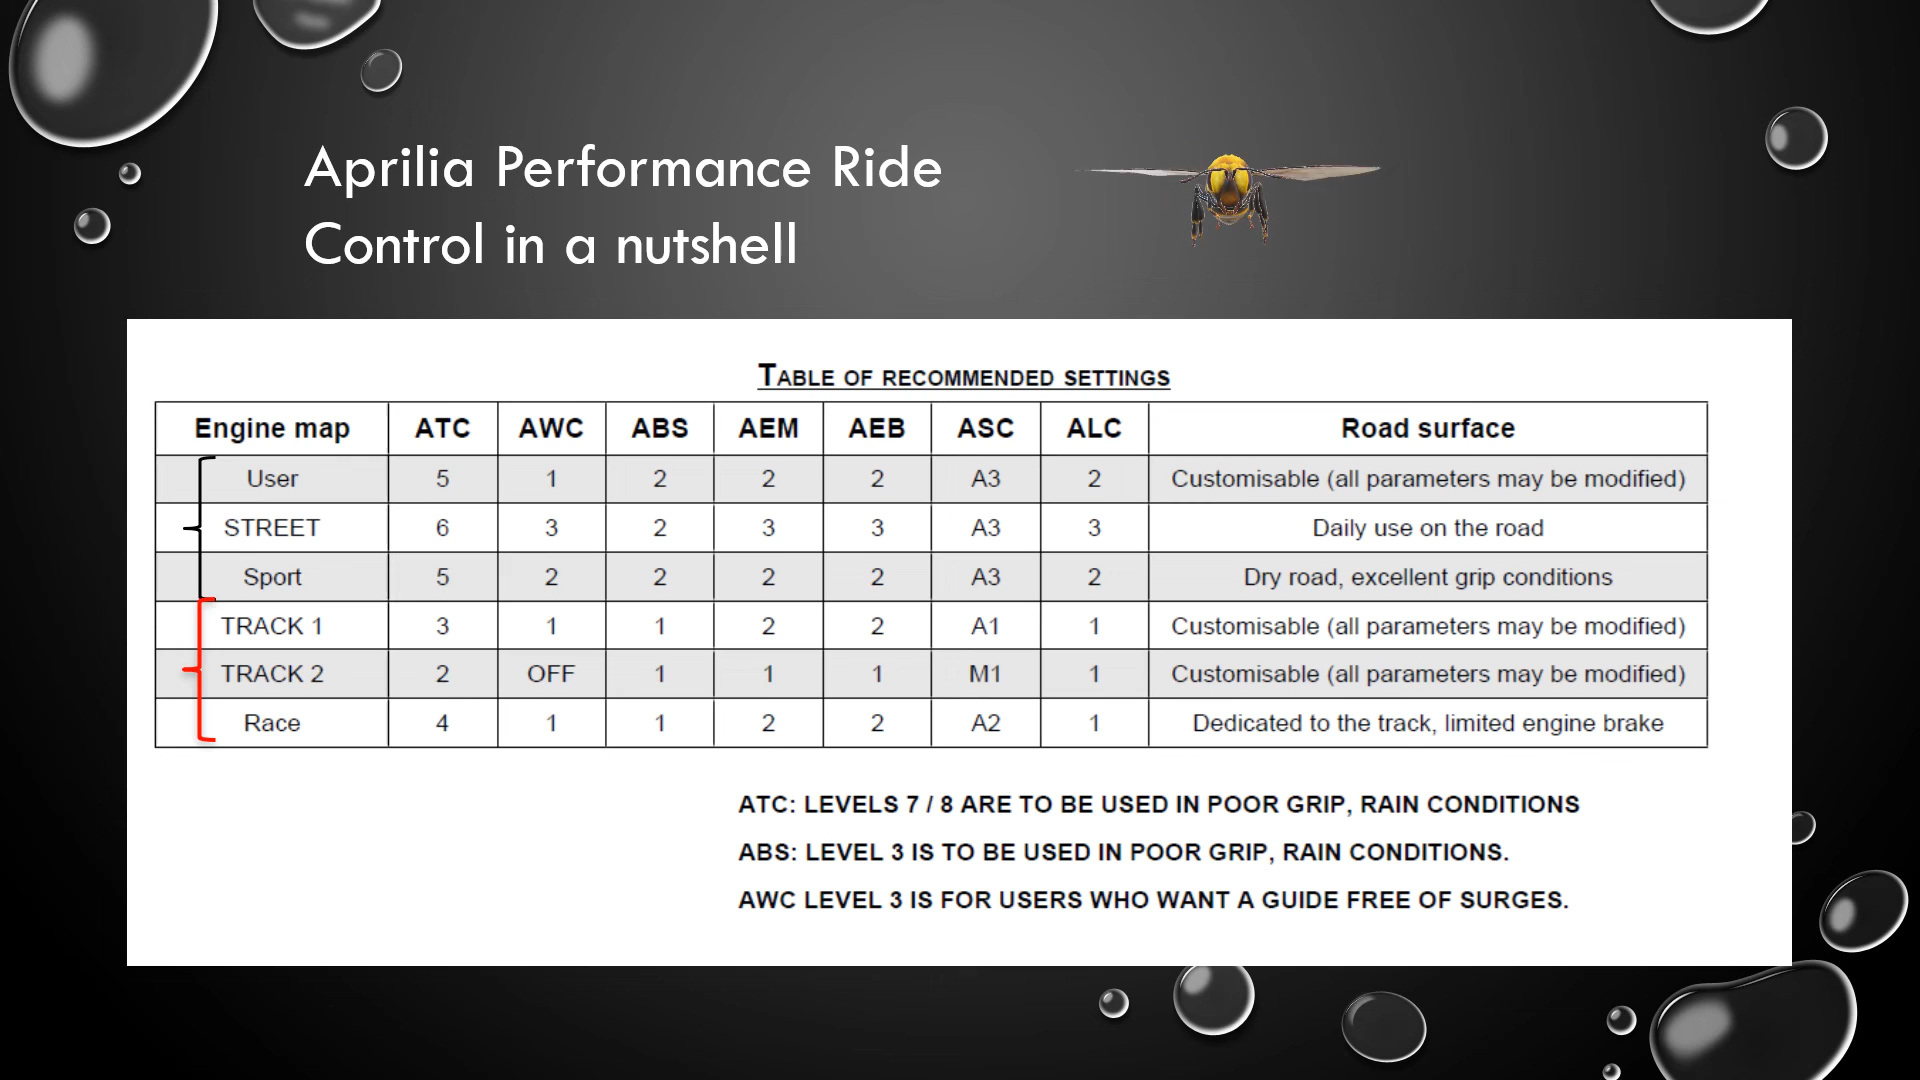 Aprilia Performance Ride
Control in a nutshell
TABLE OF RECOMMENDED SETTINGS
Engine map ATC AWC ABS AEM AEB ASC ALC Road surface
User 5 1 2 2 2 A3 2 Customisable (all parameters may be modified)
STREET 6 3 2 3 3 A3 3 Daily use on the road
Sport 5 2 2 2 2 A3 2 Dry road, excellent grip conditions
TRACK 1 3 1 1 2 2 A1 1 Customisable (all parameters may be modified)
TRACK 2 2 OFF 1 1 1 M1 1 Customisable (all parameters may be modified)
Race 4 1 1 2 2 A2 1 Dedicated to the track, limited engine brake
ATC: LEVELS 7 / 8 ARE TO BE USED IN POOR GRIP, RAIN CONDITIONS
ABS: LEVEL 3 IS TO BE USED IN POOR GRIP, RAIN CONDITIONS.
AWC LEVEL 3 IS FOR USERS WHO WANT A GUIDE FREE OF SURGES.